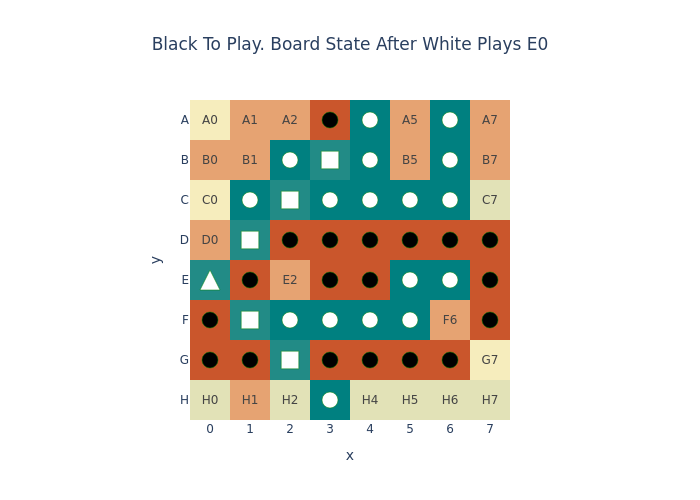 Black To Play. Board State After White Plays E0
A A0 A1 A2 A5 A7
B B0 B1 B5 B7
C C0 C7
D D0
E E2
F F6
G G7
H H0 H1 H2 H4 H5 H6 H7
0 1 2 3 4 5 6 7
x
y